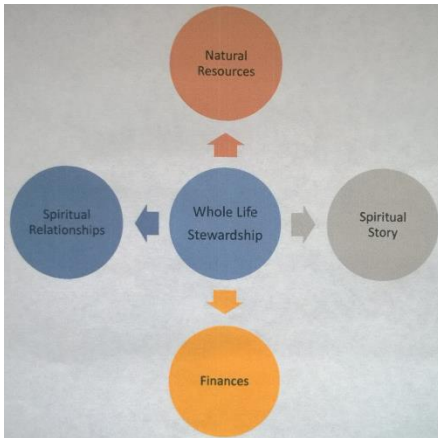 Natural
Resources
Spiritual
Relationships
Whole Life
Stewardship
Spiritual
Story
Finances